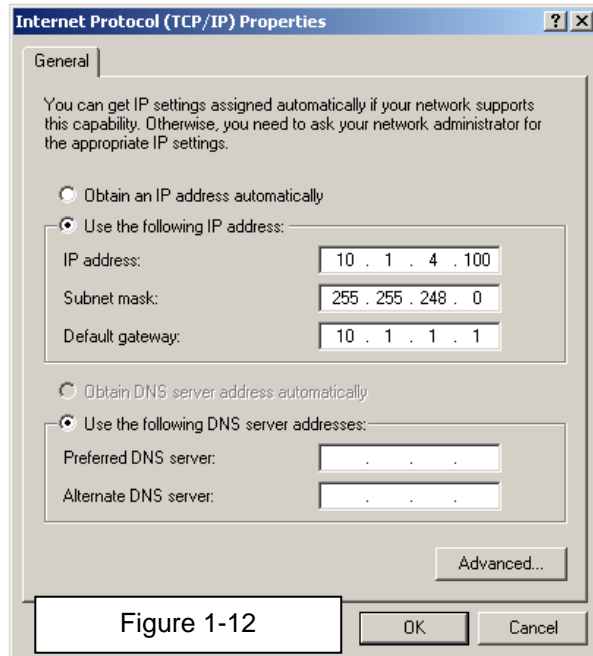 Internet Protocol (TCP/IP) Properties
General
You can get IP settings assigned automatically if your network supports
this capability. Otherwise, you need to ask your network administrator for
the appropriate IP settings.
Obtain an IP address automatically
Use the following IP address:
IP address: 10 . 1 . 4 . 100
Subnet mask: 255 . 255 . 248 . 0
Default gateway: 10 . 1 . 1 . 1
Obtain DNS server address automatically
Use the following DNS server addresses:
Preferred DNS server: . . .
Alternate DNS server: . . .
Advanced...
Figure 1-12
OK Cancel